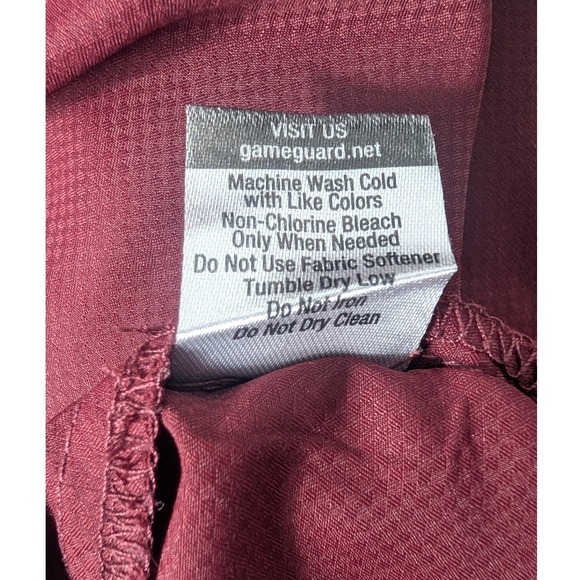 VISIT US
gameguard.net
Machine Wash Cold
with Like Colors
Non-Chlorine Bleach
Only When Needed
Do Not Use Fabric Softener
Tumble Dry Low
Do Not Iron
Do Not Dry Clean